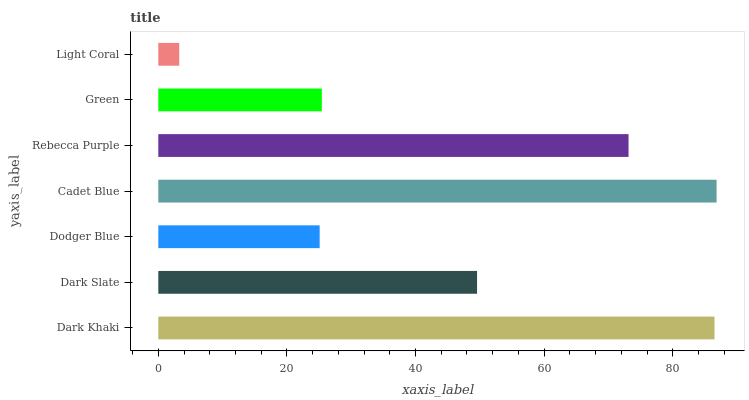 title
Light Coral
Green
Rebecca Purple
Cadet Blue
Dodger Blue
Dark Slate
Dark Khaki
yaxis_label
0 20 40 60 80
xaxis_label